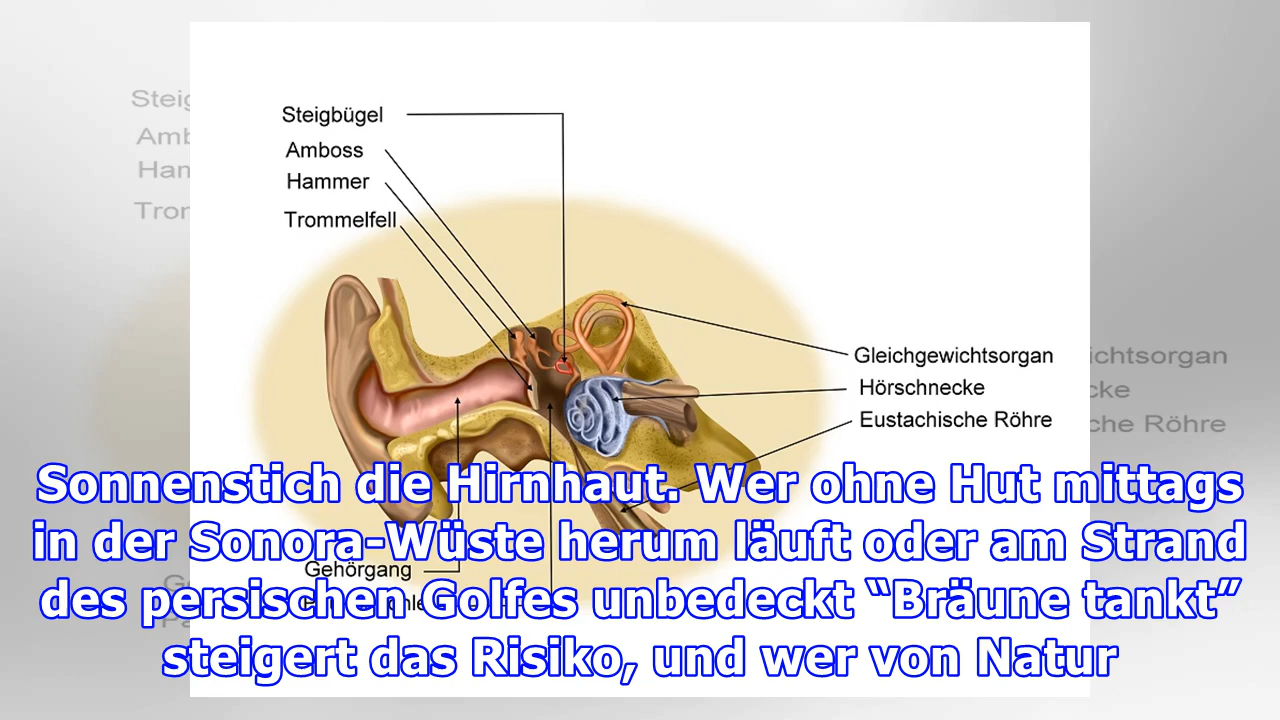 Steigbügel
Amboss
Hammer
Trommelfell
Gleichgewichtsorgan
Hörschnecke
Eustachische Röhre
Gehörgang
Sonnenstich die Hirnhaut. Wer ohne Hut mittags
in der Sonora-Wüste herum läuft oder am Strand
des persischen Golfes unbedeckt “Bräune tankt”
steigert das Risiko, und wer von Natur